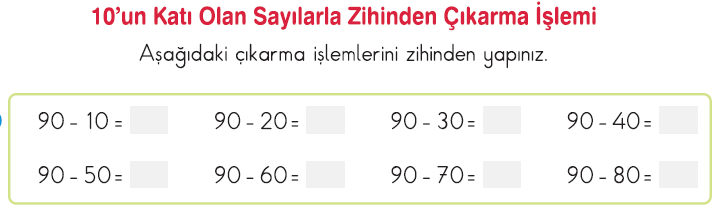 10’un Katı Olan Sayılarla Zihinden Çıkarma İşlemi
Aşağıdaki çıkarma işlemlerini zihinden yapınız.
90 - 10 = 90 - 20 = 90 - 30 = 90 - 40 =
90 - 50 = 90 - 60 = 90 - 70 = 90 - 80 =